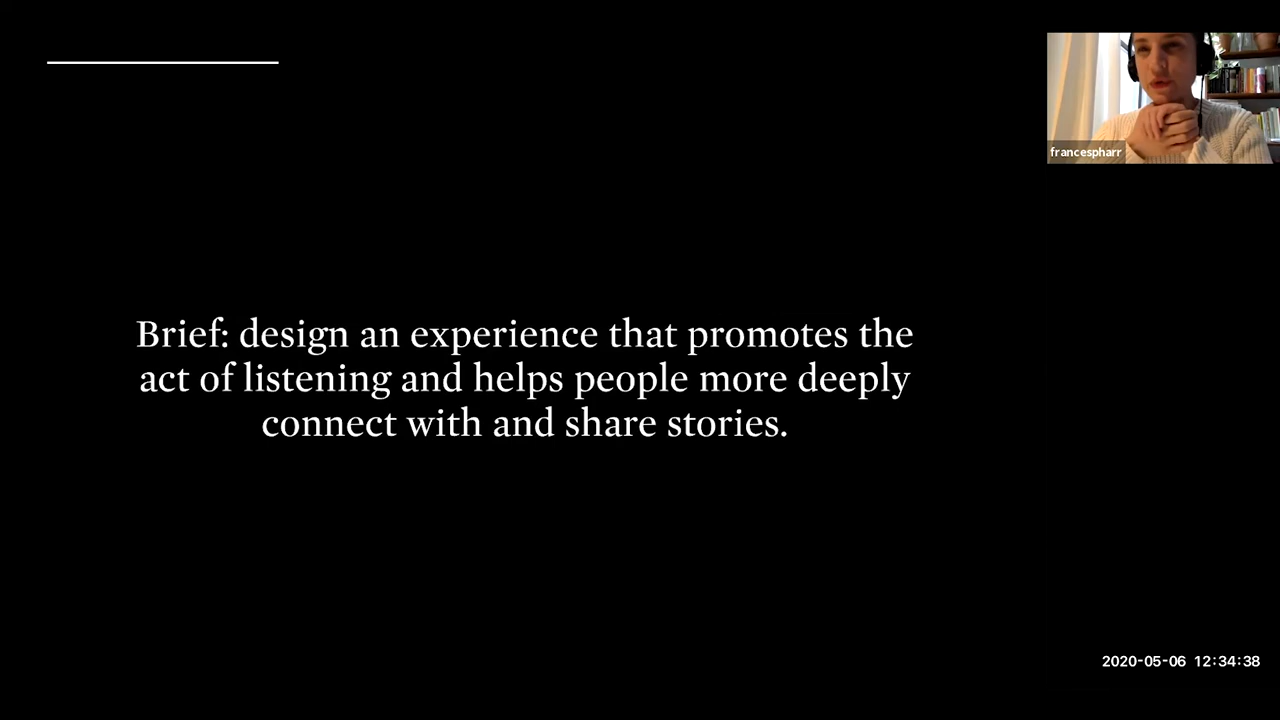 francespharr
Brief: design an experience that promotes the
act of listening and helps people more deeply
connect with and share stories.
2020-05-06 12:34:38